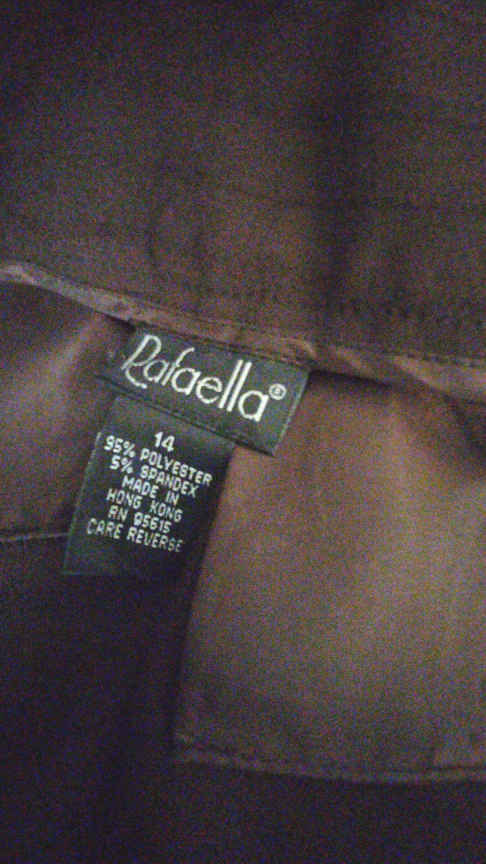 Rafaella®
14
95% POLYESTER
5% SPANDEX
MADE IN
HONG KONG
RN 95615
CARE REVERSE